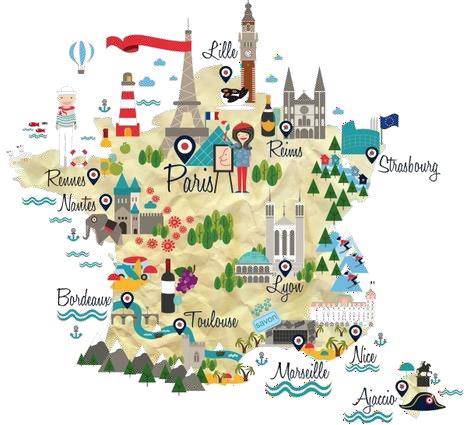 Lille
Reims
Strasbourg
Paris
Rennes
Nantes
Lyon
Bordeaux
Toulouse
savon
Marseille
Nice
Ajaccio